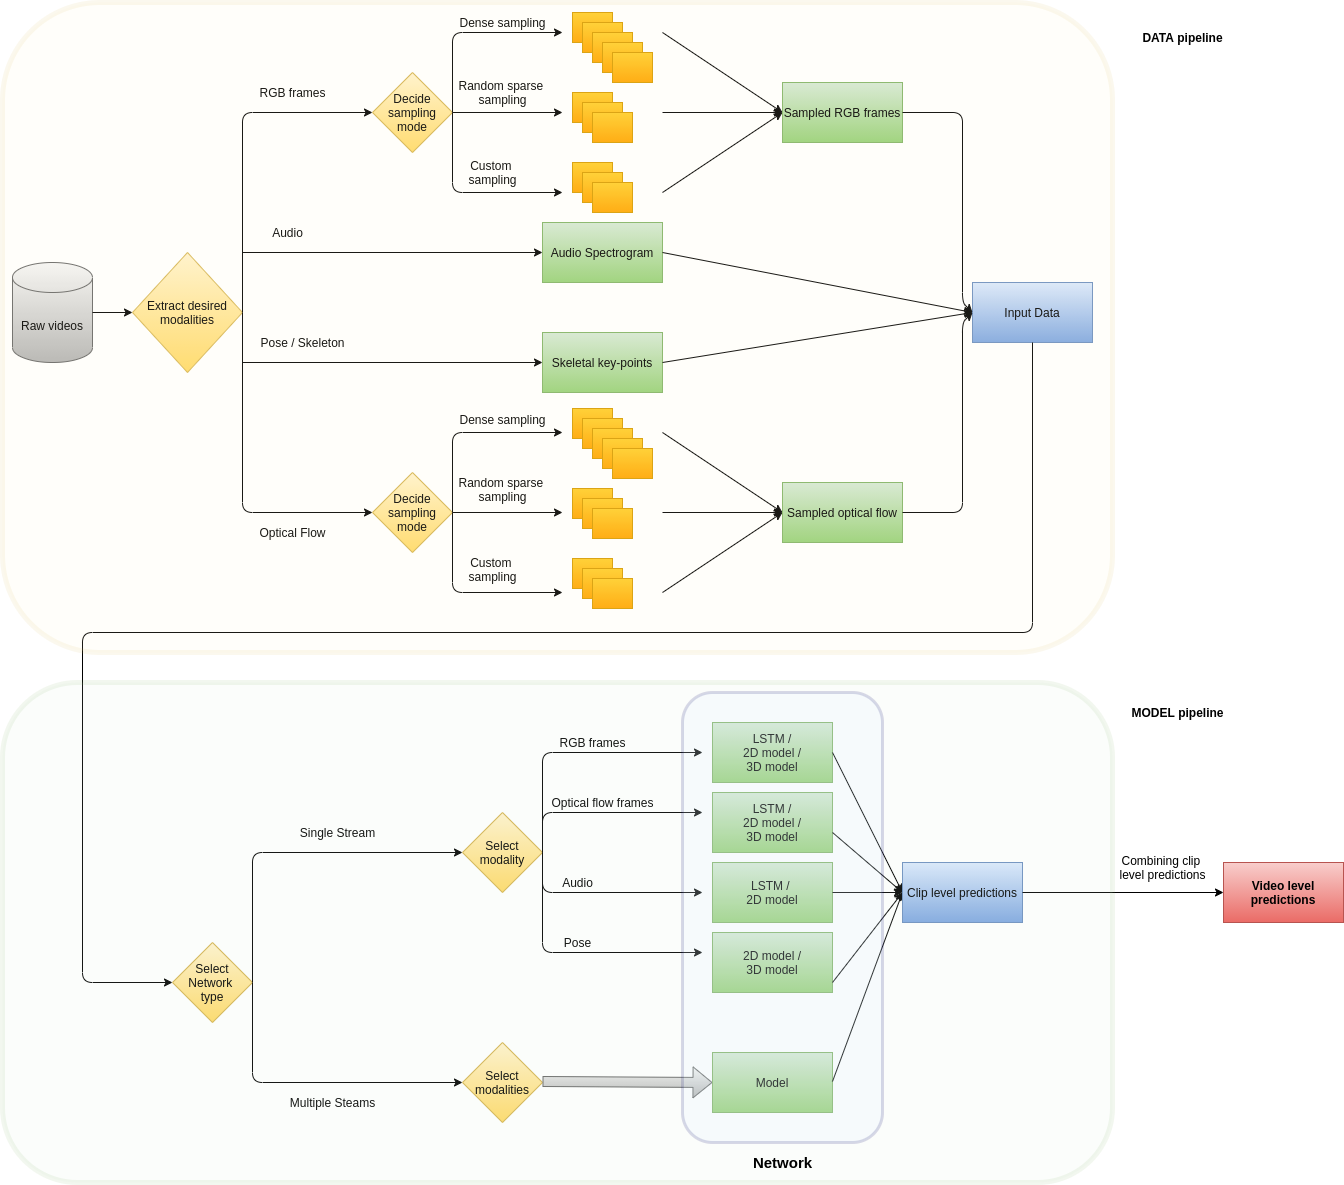 DATA pipeline
Dense sampling
RGB frames
Decide
sampling
mode
Random sparse
sampling
Custom
sampling
Sampled RGB frames
Audio
Audio Spectrogram
Raw videos
Extract desired
modalities
Input Data
Pose / Skeleton
Skeletal key-points
Dense sampling
Decide
sampling
mode
Random sparse
sampling
Sampled optical flow
Optical Flow
Custom
sampling
MODEL pipeline
RGB frames
LSTM /
2D model /
3D model
Optical flow frames
LSTM /
2D model /
3D model
Single Stream
Select
modality
Audio
LSTM /
2D model
Clip level predictions
Combining clip
level predictions
Video level
predictions
Pose
2D model /
3D model
Select
Network
type
Select
modalities
Multiple Steams
Model
Network